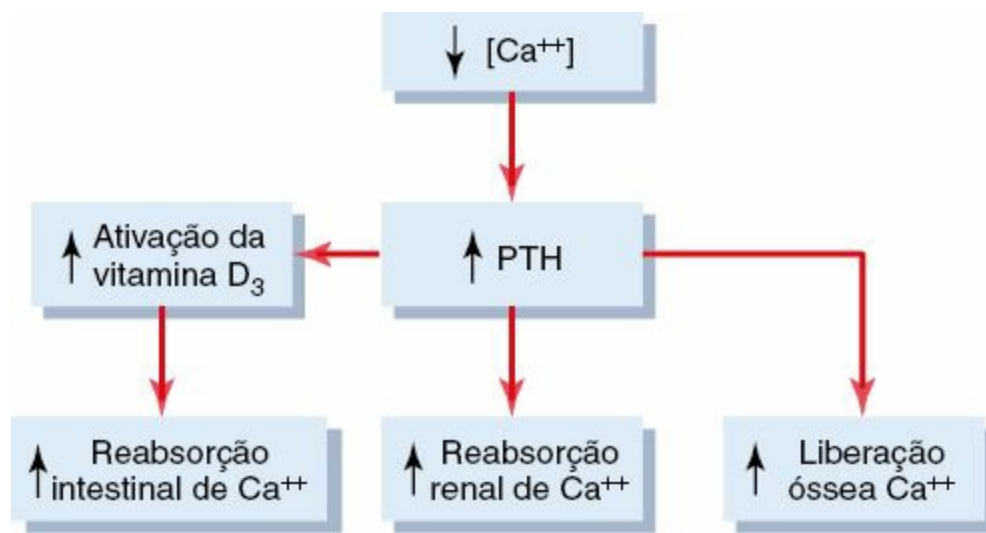 ↓ [Ca⁺⁺]
↑ Ativação da
vitamina D₃
↑ PTH
↑ Reabsorção
intestinal de Ca⁺⁺
↑ Reabsorção
renal de Ca⁺⁺
↑ Liberação
óssea Ca⁺⁺